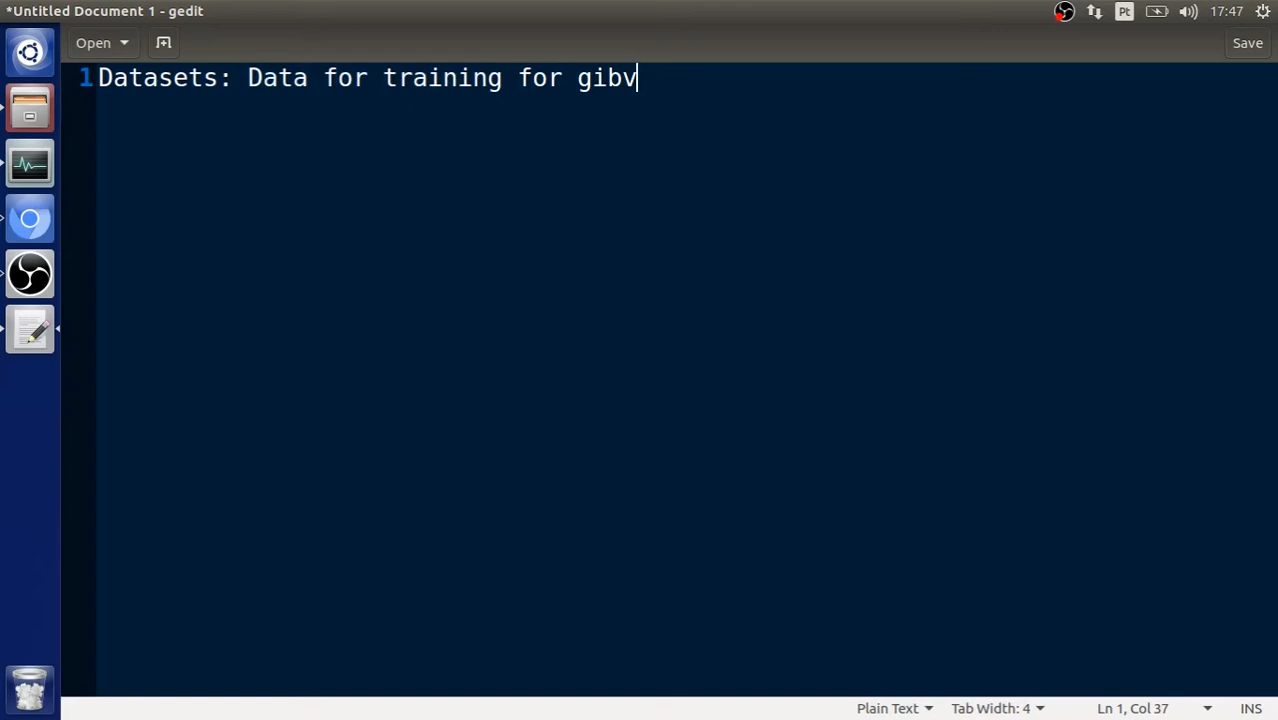 *Untitled Document 1 - gedit
Pt
17:47
Open
Save
1 Datasets: Data for training for gibv
Plain Text
Tab Width: 4
Ln 1, Col 37
INS